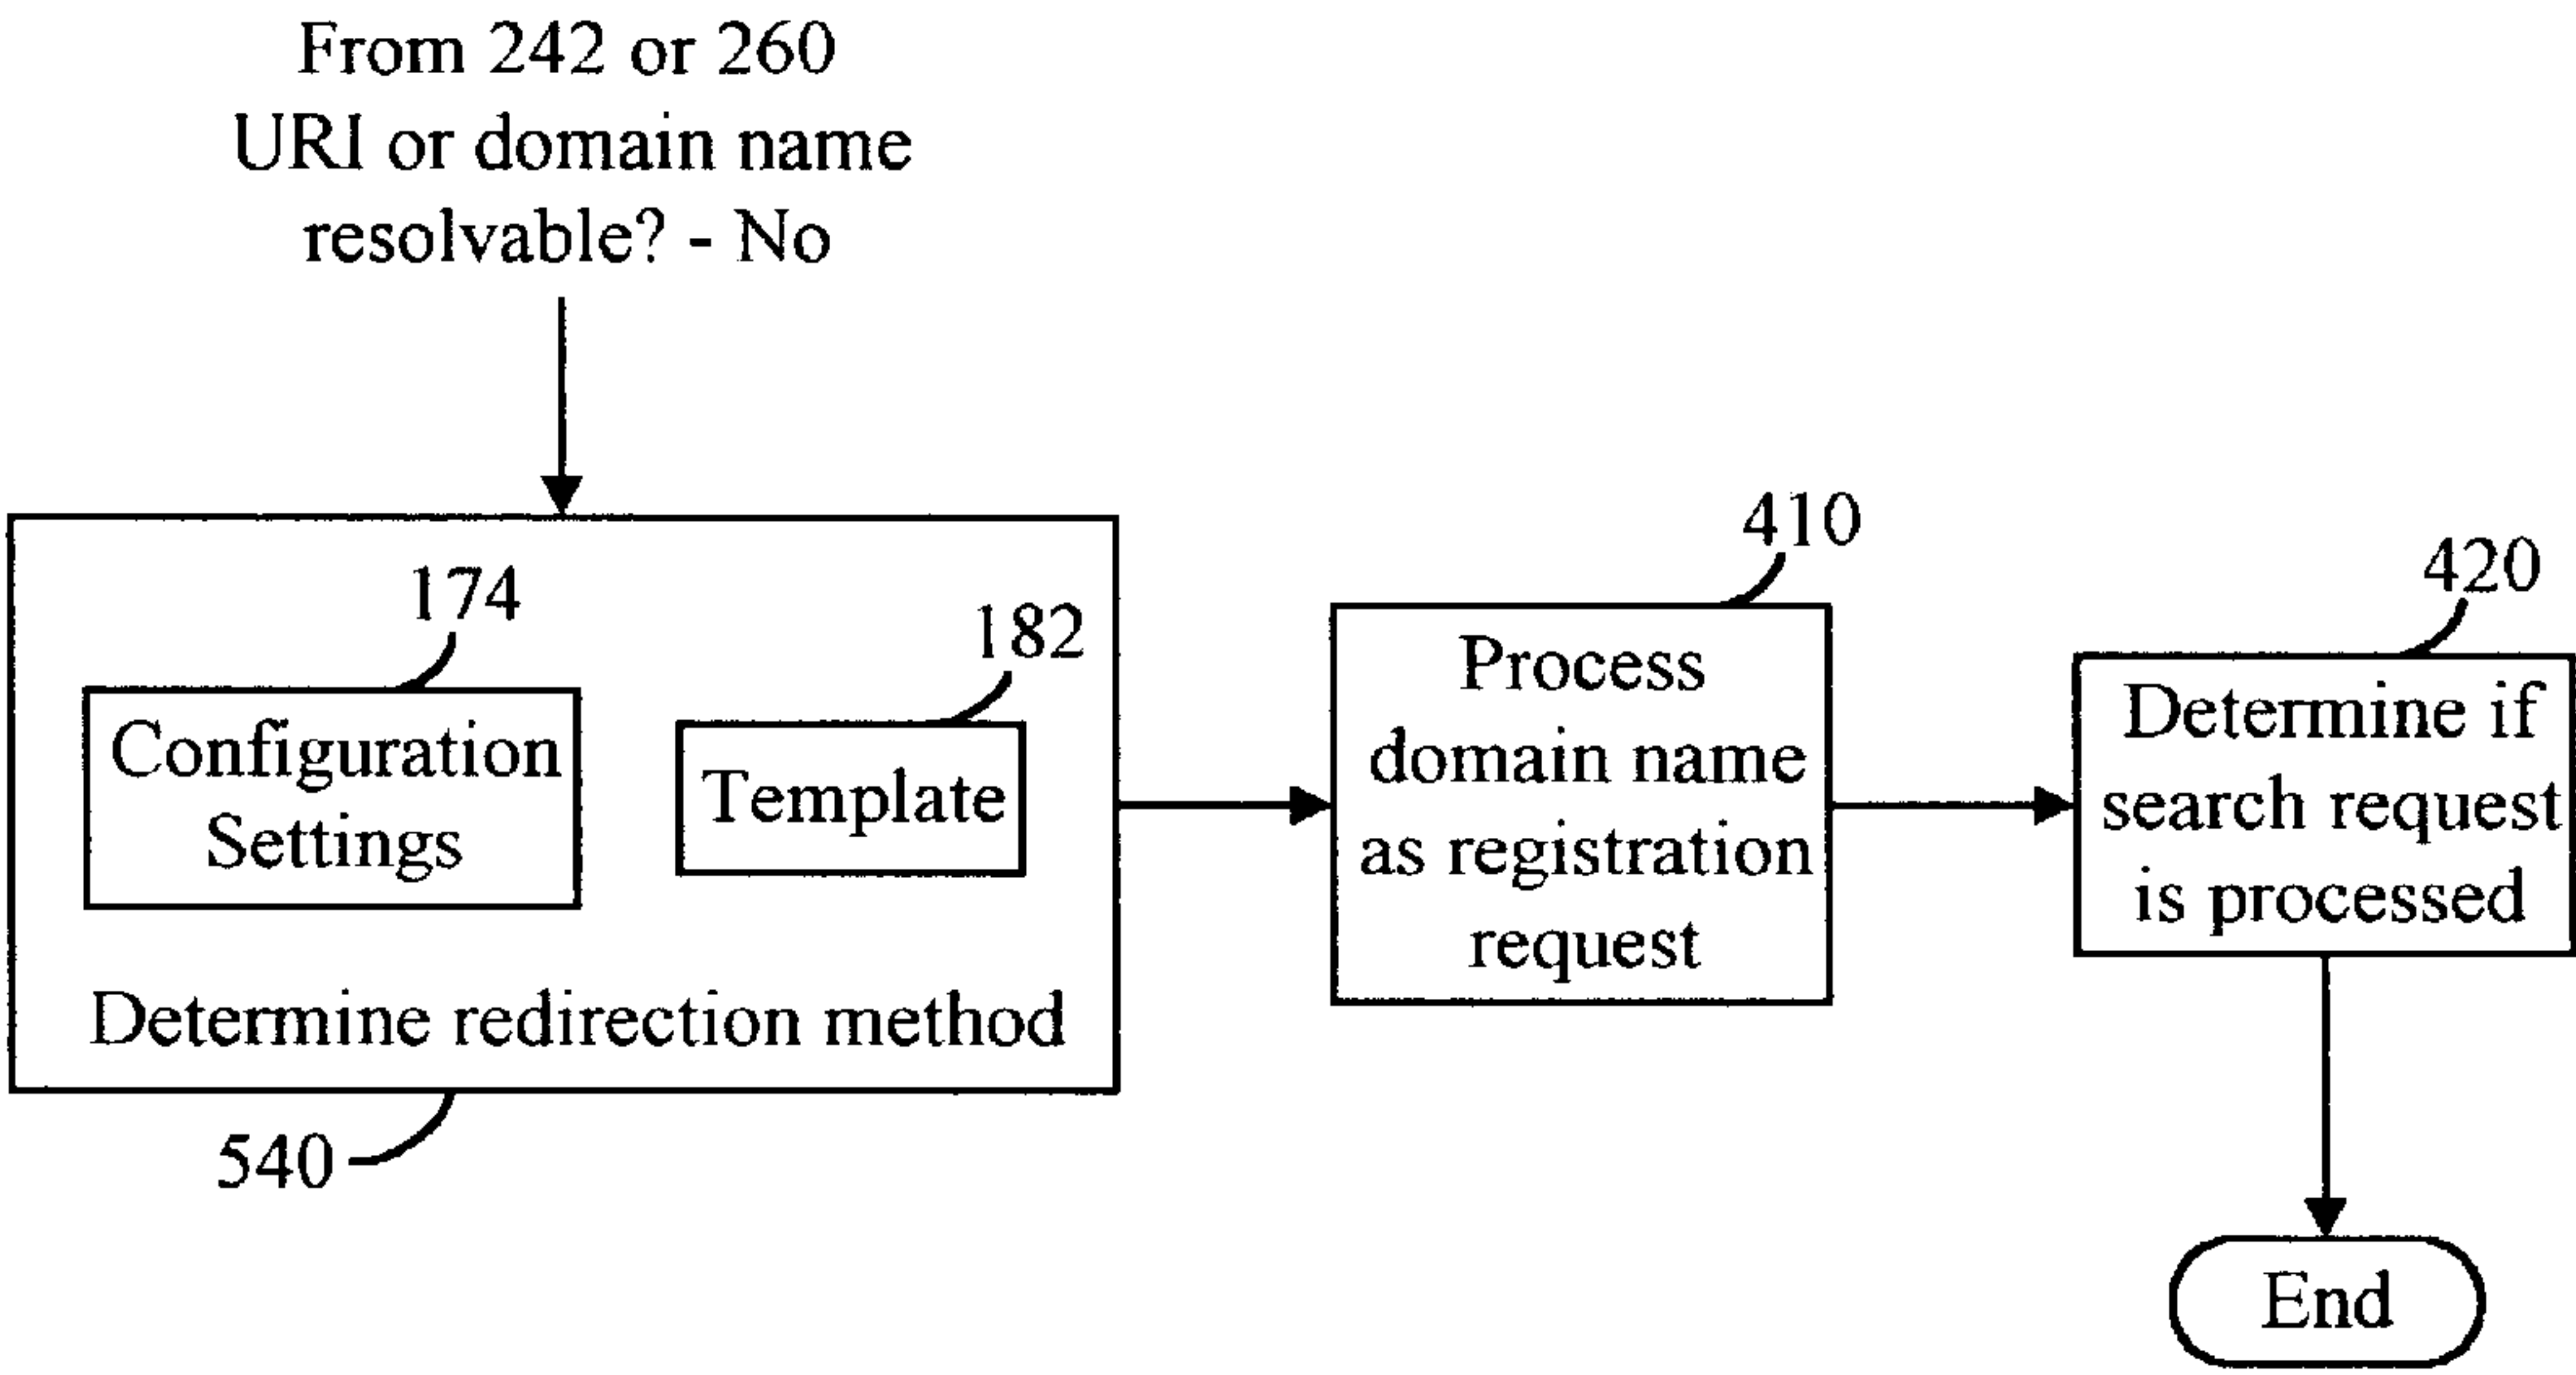 From 242 or 260
URI or domain name
resolvable? - No
174
Configuration
Settings
182
Template
Determine redirection method
540
410
Process
domain name
as registration
request
420
Determine if
search request
is processed
End